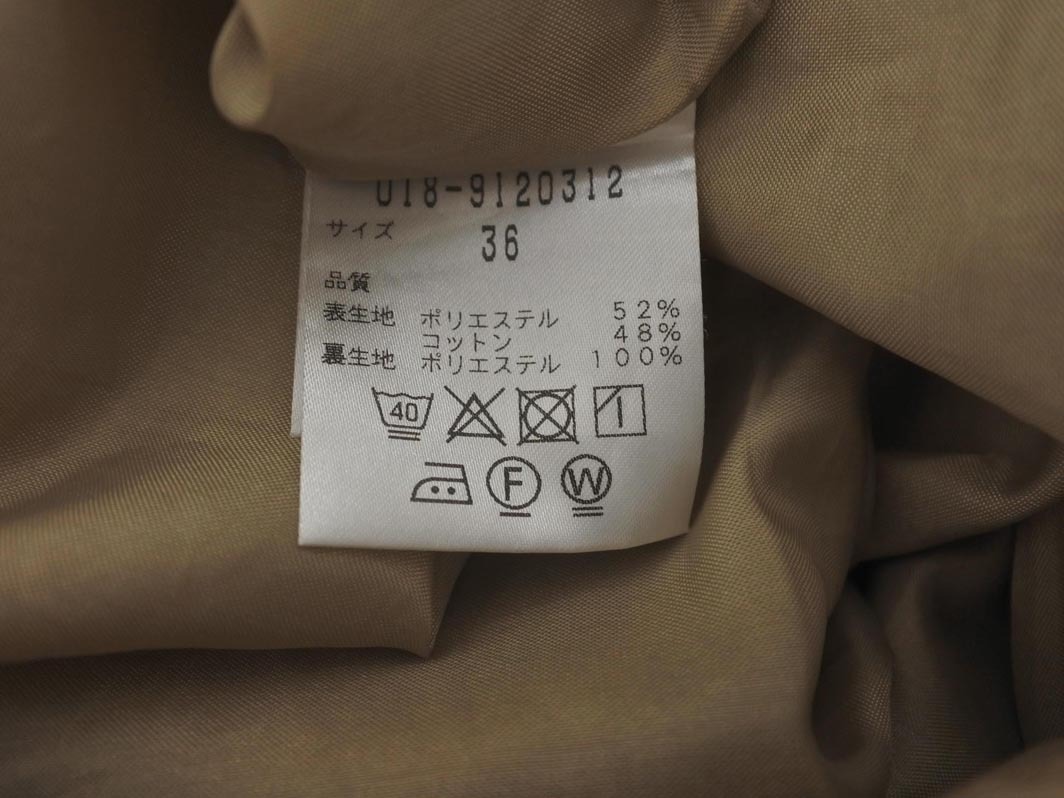 018-9120312
サイズ 36
品質
表生地 ポリエステル 52%
コットン 48%
裏生地 ポリエステル 100%
40
F W